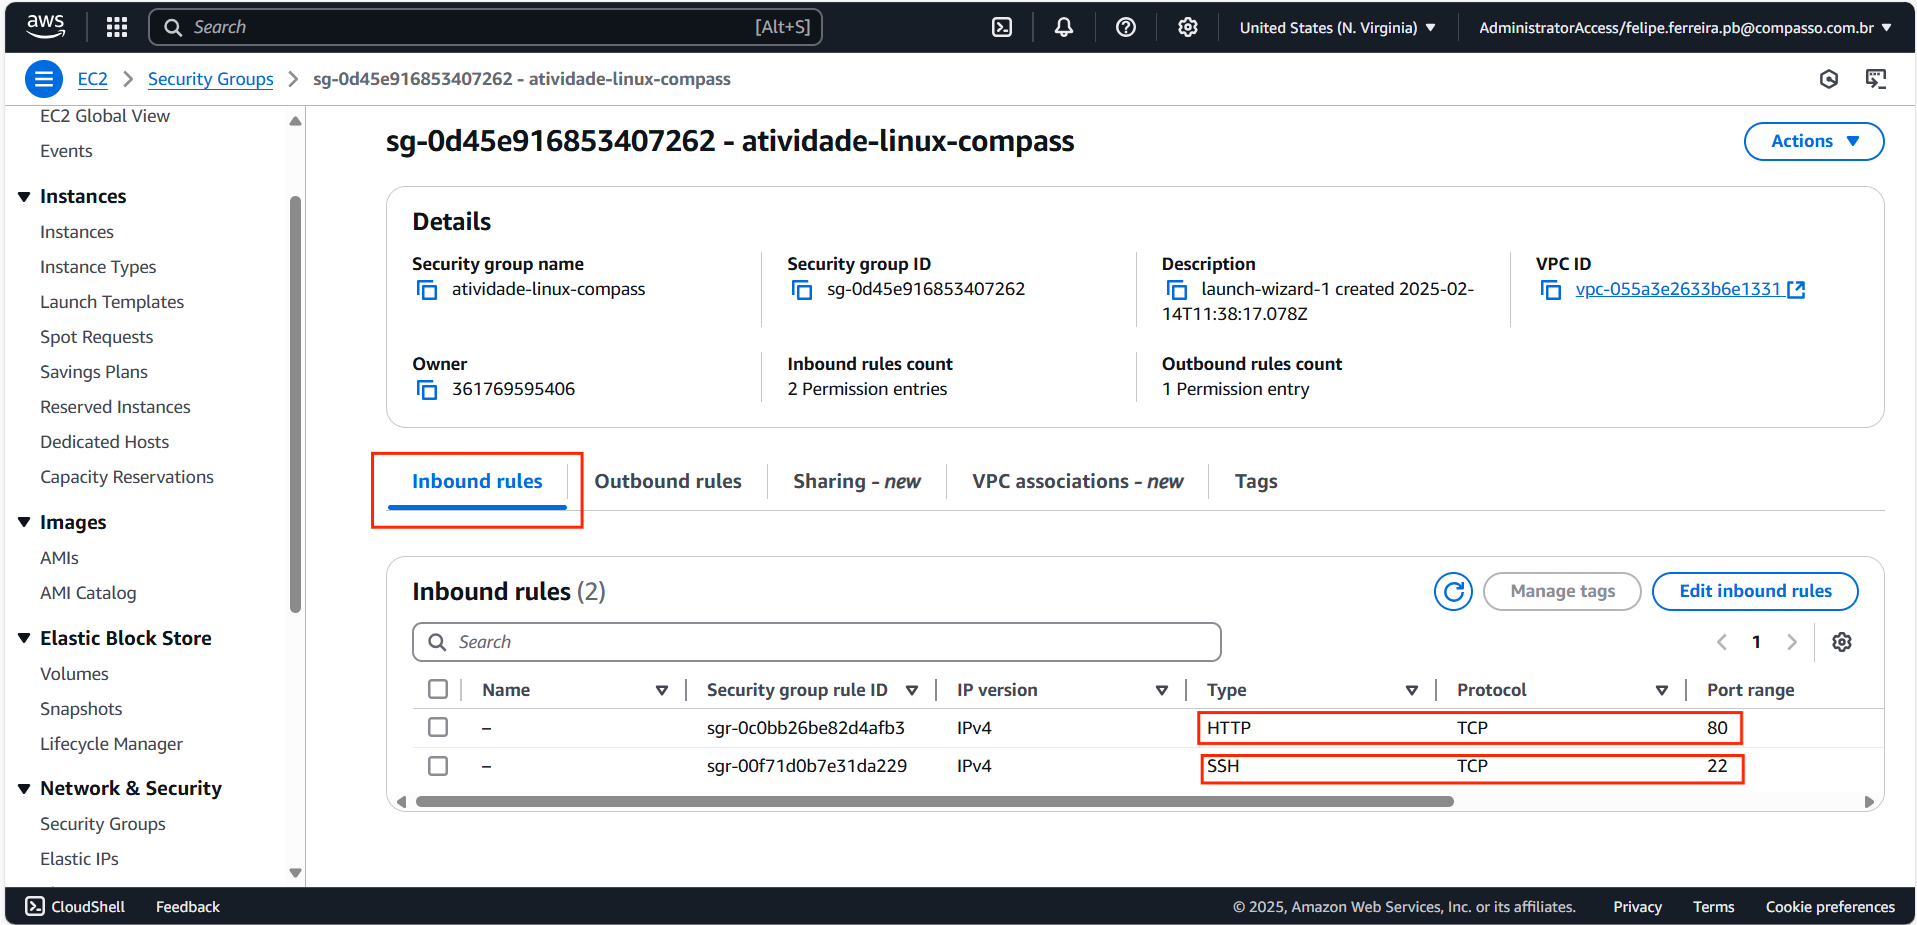 aws
Search [Alt+S] United States (N. Virginia) AdministratorAccess/felipe.ferreira.pb@compasso.com.br
EC2 Security Groups sg-0d45e916853407262 - atividade-linux-compass
EC2 Global View
Events
Instances
Instances
Instance Types
Launch Templates
Spot Requests
Savings Plans
Reserved Instances
Dedicated Hosts
Capacity Reservations
Images
AMIs
AMI Catalog
Elastic Block Store
Volumes
Snapshots
Lifecycle Manager
Network & Security
Security Groups
Elastic IPs
sg-0d45e916853407262 - atividade-linux-compass
Actions
Details
Security group name
atividade-linux-compass
Security group ID
sg-0d45e916853407262
Description
launch-wizard-1 created 2025-02-
14T11:38:17.078Z
VPC ID
vpc-055a3e2633b6e1331
Owner
361769595406
Inbound rules count
2 Permission entries
Outbound rules count
1 Permission entry
Inbound rules Outbound rules Sharing - new VPC associations - new Tags
Inbound rules (2)
Manage tags Edit inbound rules
Search
1
Name Security group rule ID IP version Type Protocol Port range
– sgr-0c0bb26be82d4afb3 IPv4 HTTP TCP 80
– sgr-00f71d0b7e31da229 IPv4 SSH TCP 22
CloudShell Feedback © 2025, Amazon Web Services, Inc. or its affiliates. Privacy Terms Cookie preferences